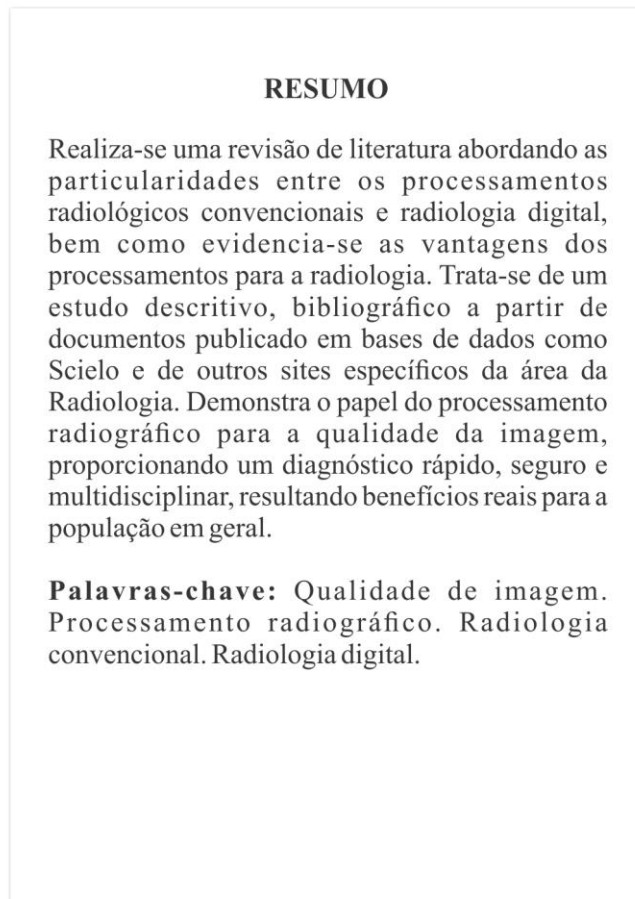 RESUMO
Realiza-se uma revisão de literatura abordando as
particularidades entre os processamentos
radiológicos convencionais e radiologia digital,
bem como evidencia-se as vantagens dos
processamentos para a radiologia. Trata-se de um
estudo descritivo, bibliográfico a partir de
documentos publicado em bases de dados como
Scielo e de outros sites específicos da área da
Radiologia. Demonstra o papel do processamento
radiográfico para a qualidade da imagem,
proporcionando um diagnóstico rápido, seguro e
multidisciplinar, resultando benefícios reais para a
população em geral.
Palavras-chave: Qualidade de imagem.
Processamento radiográfico. Radiologia
convencional. Radiologia digital.